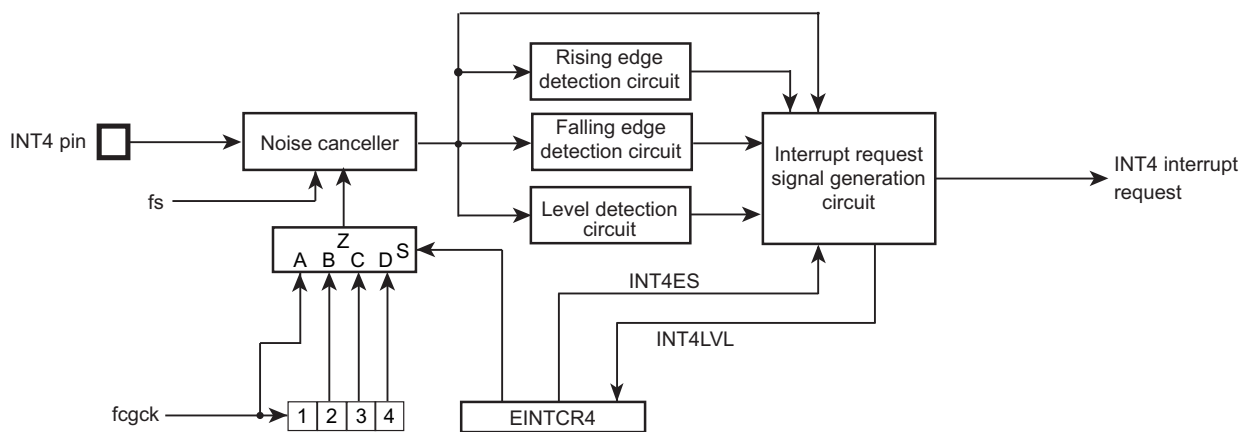 Rising edge
detection circuit
INT4 pin
Noise canceller
Falling edge
detection circuit
Interrupt request
signal generation
circuit
INT4 interrupt
request
fs
Level detection
circuit
Z
S
A B C D
INT4ES
INT4LVL
fcgck
1 2 3 4
EINTCR4